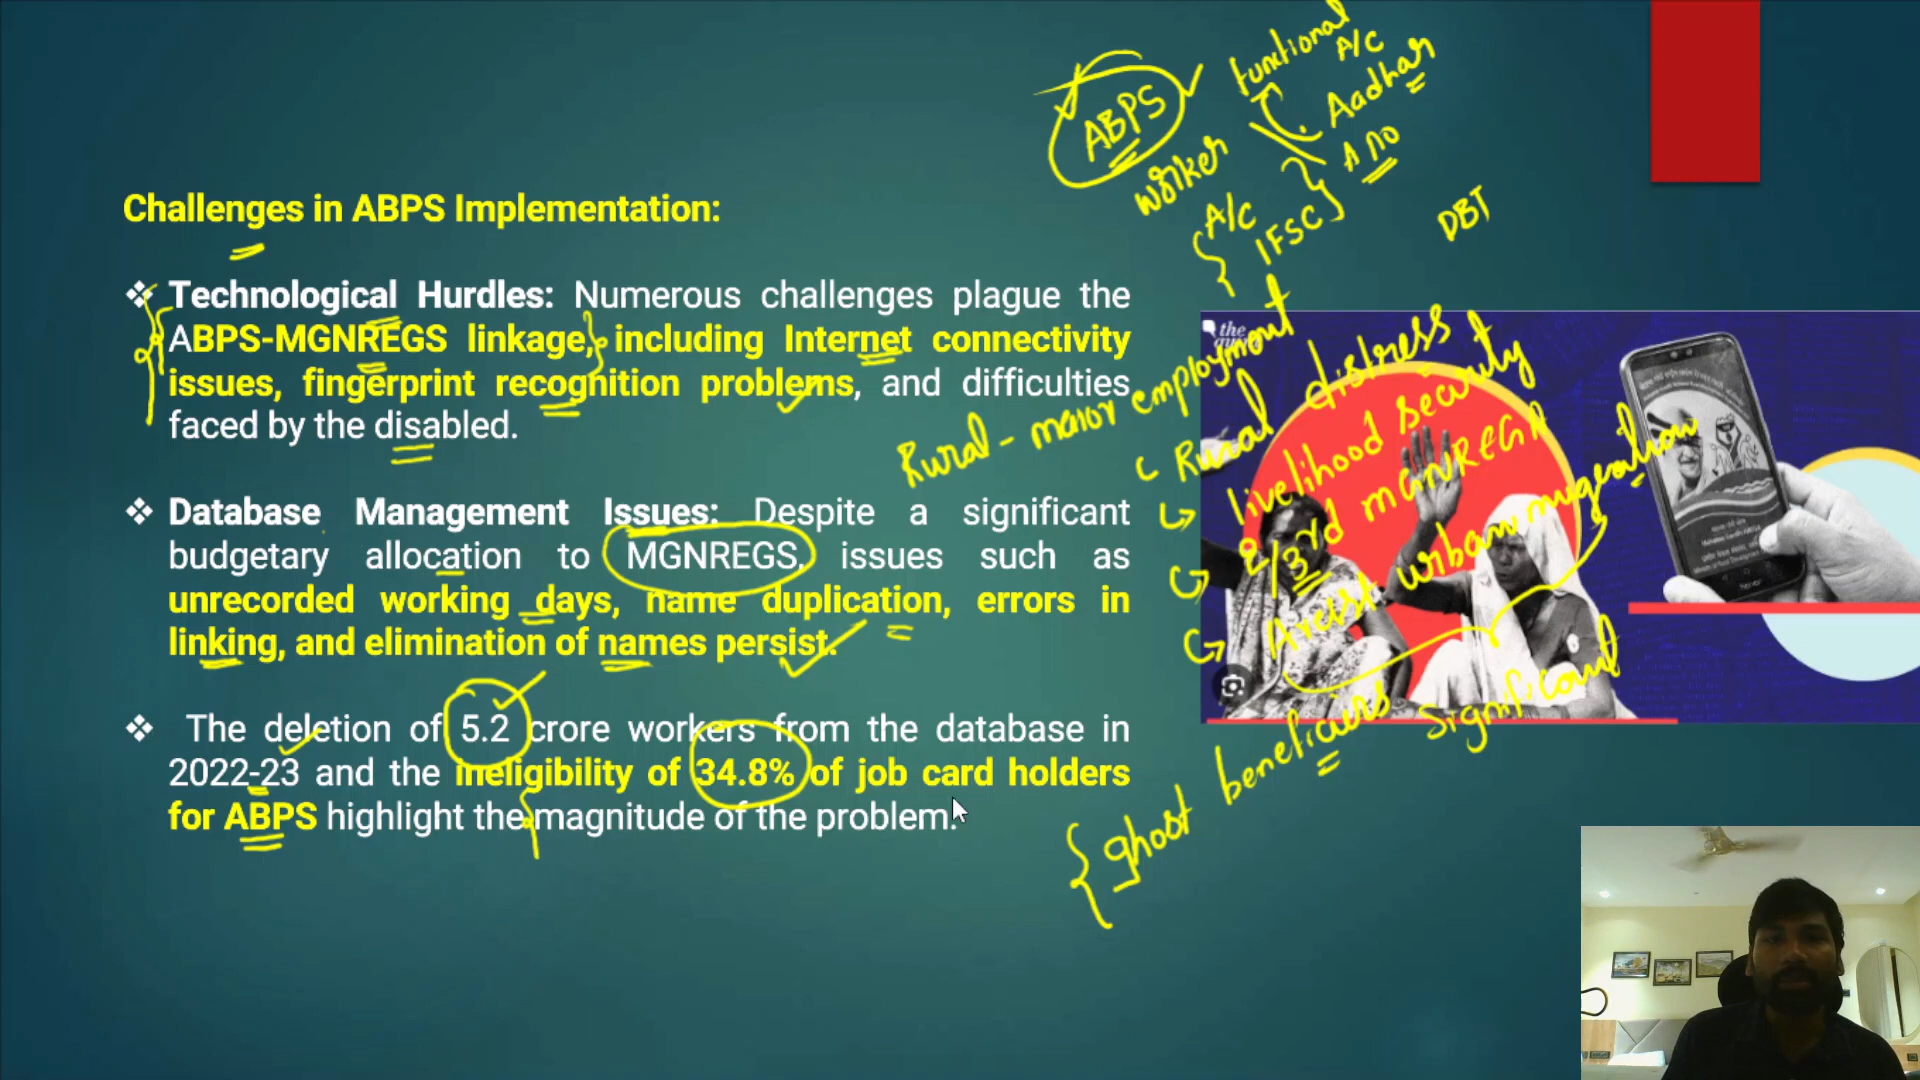 Challenges in ABPS Implementation:
❖ Technological Hurdles: Numerous challenges plague the
ABPS-MGNREGS linkage, including Internet connectivity
issues, fingerprint recognition problems, and difficulties
faced by the disabled.
❖ Database Management Issues: Despite a significant
budgetary allocation to MGNREGS, issues such as
unrecorded working days, name duplication, errors in
linking, and elimination of names persist.
❖ The deletion of 5.2 crore workers from the database in
2022-23 and the ineligibility of 34.8% of job card holders
for ABPS highlight the magnitude of the problem.
ABPS
worker
A/C
IFSC
functional
A/C
Aadhar
A no
DBT
the
Rural - major employment
Rural distress
livelihood security
2/3rd MGNREGA
Arrest urban migration
significant
ghost beneficiers